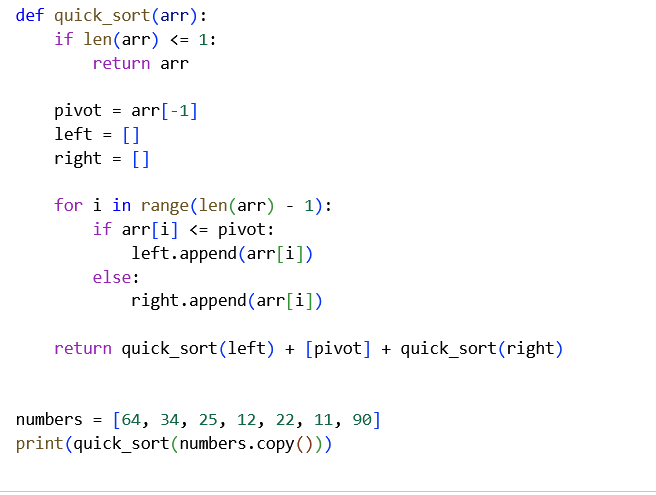 def quick_sort(arr):
    if len(arr) <= 1:
        return arr

    pivot = arr[-1]
    left = []
    right = []

    for i in range(len(arr) - 1):
        if arr[i] <= pivot:
            left.append(arr[i])
        else:
            right.append(arr[i])

    return quick_sort(left) + [pivot] + quick_sort(right)


numbers = [64, 34, 25, 12, 22, 11, 90]
print(quick_sort(numbers.copy()))